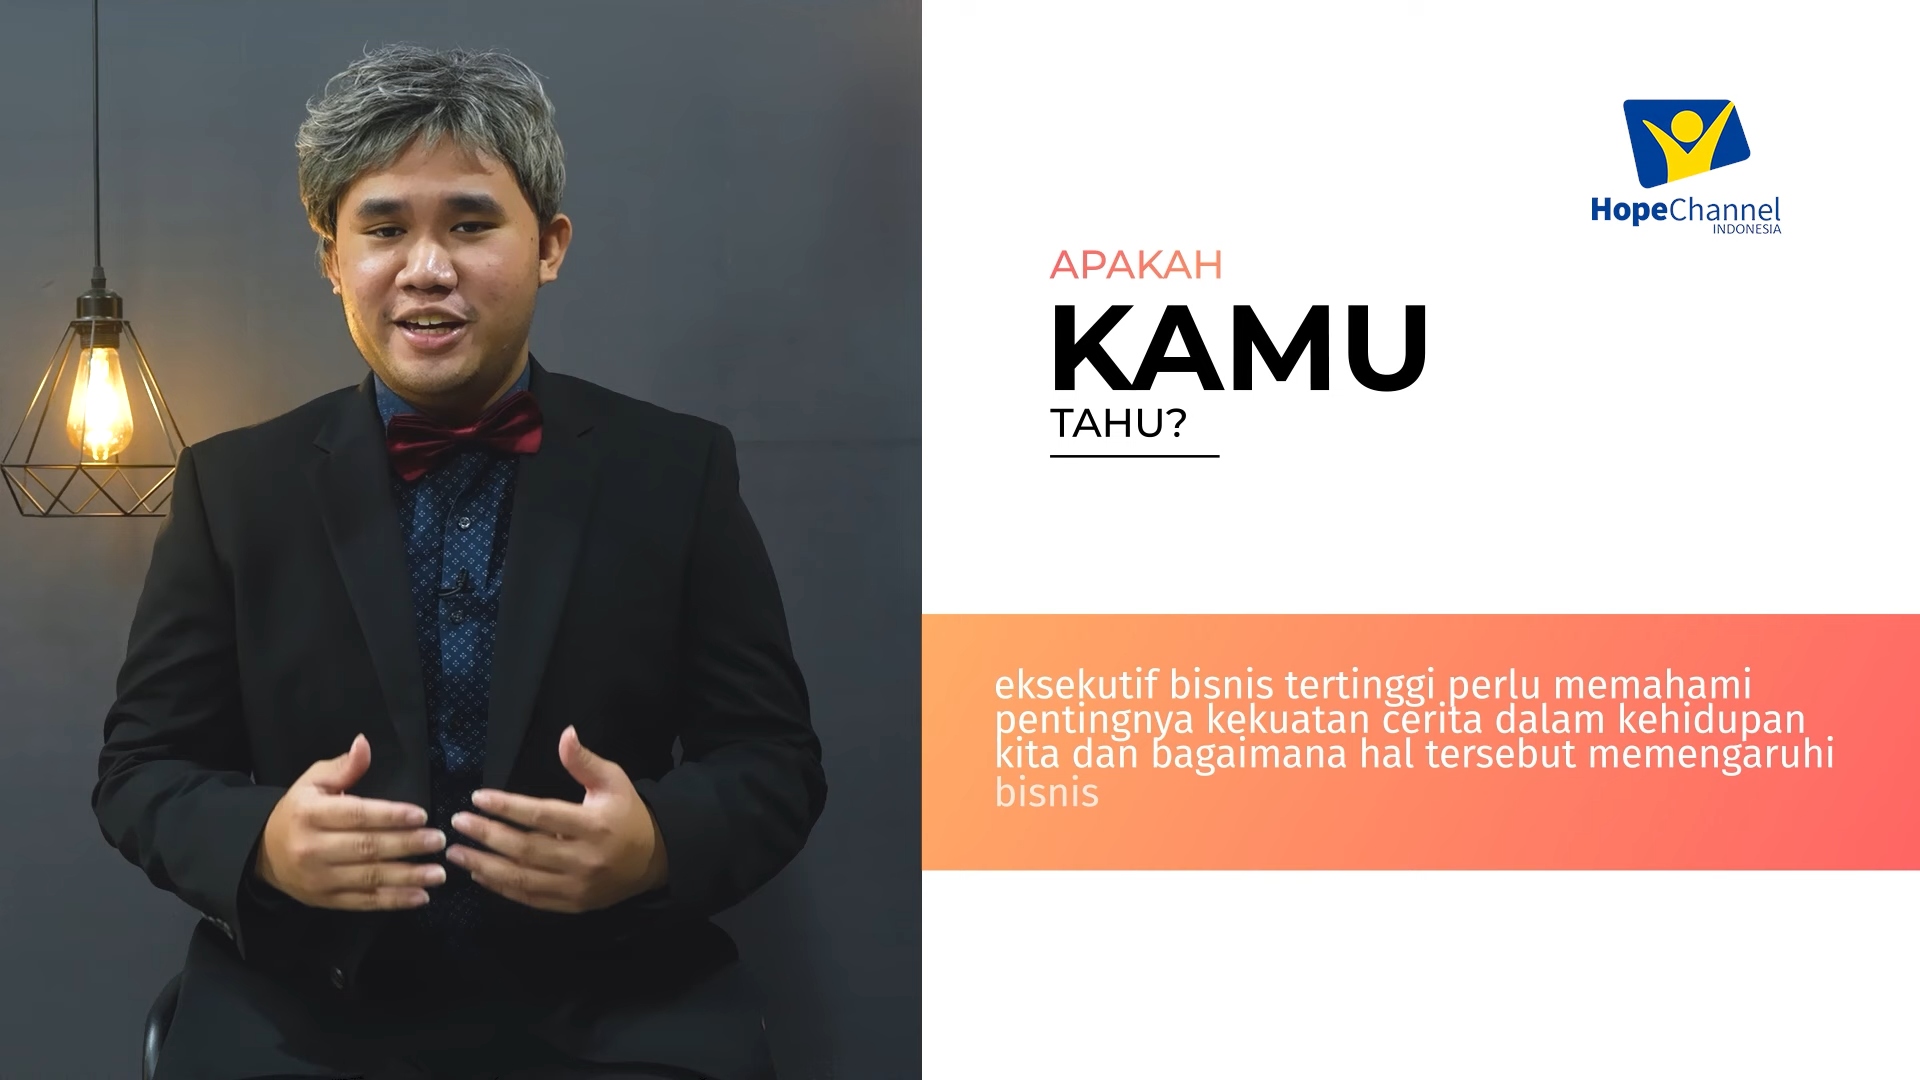 HopeChannel
INDONESIA
APAKAH
KAMU
TAHU?
eksekutif bisnis tertinggi perlu memahami
pentingnya kekuatan cerita dalam kehidupan
kita dan bagaimana hal tersebut memengaruhi
bisnis